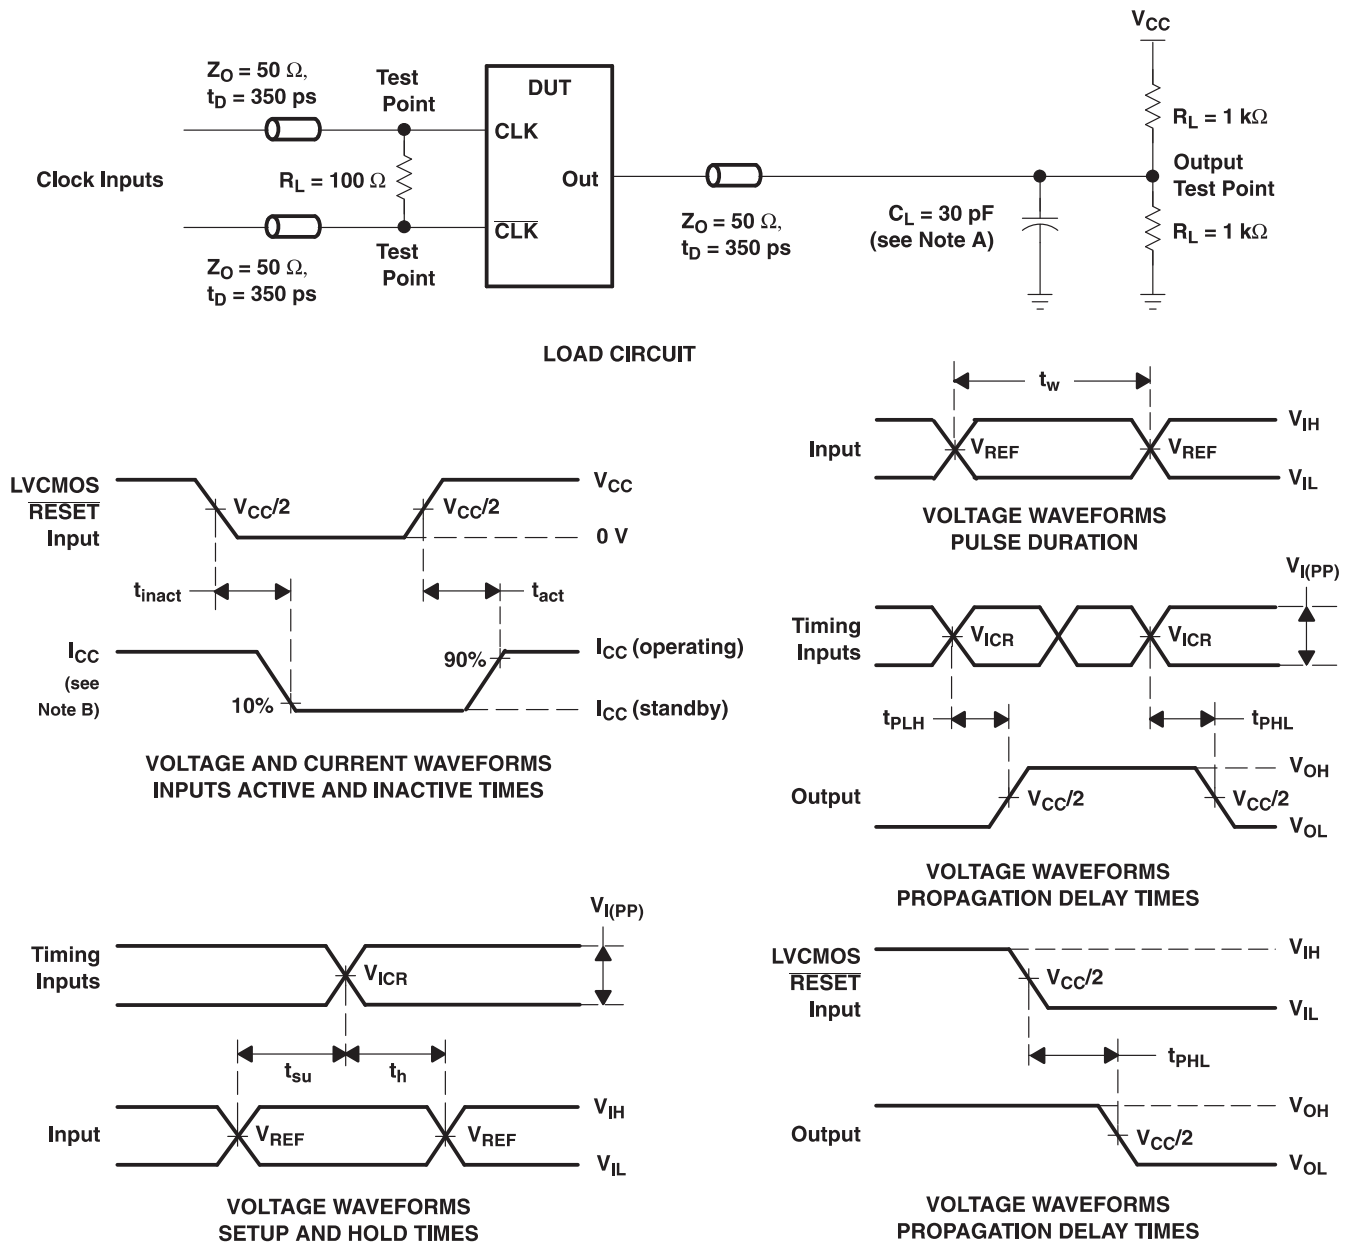 VCC
ZO = 50 Ω,
tD = 350 ps
Test
Point
DUT
CLK
RL = 1 kΩ
Clock Inputs
RL = 100 Ω
Out
Output
Test Point
CLK
Test
Point
ZO = 50 Ω,
tD = 350 ps
ZO = 50 Ω,
tD = 350 ps
CL = 30 pF
(see Note A)
RL = 1 kΩ
LOAD CIRCUIT
LVCMOS
RESET
Input
VCC/2
VCC/2
VCC
0 V
tinact
tact
ICC
(see
Note B)
10%
90%
ICC (operating)
ICC (standby)
VOLTAGE AND CURRENT WAVEFORMS
INPUTS ACTIVE AND INACTIVE TIMES
tw
Input
VREF
VREF
VIH
VIL
VOLTAGE WAVEFORMS
PULSE DURATION
VI(PP)
Timing
Inputs
VICR
VICR
tPLH
tPHL
Output
VCC/2
VCC/2
VOH
VOL
VOLTAGE WAVEFORMS
PROPAGATION DELAY TIMES
VI(PP)
Timing
Inputs
VICR
tsu
th
Input
VREF
VREF
VIH
VIL
VOLTAGE WAVEFORMS
SETUP AND HOLD TIMES
LVCMOS
RESET
Input
VCC/2
VIH
VIL
tPHL
Output
VCC/2
VOH
VOL
VOLTAGE WAVEFORMS
PROPAGATION DELAY TIMES